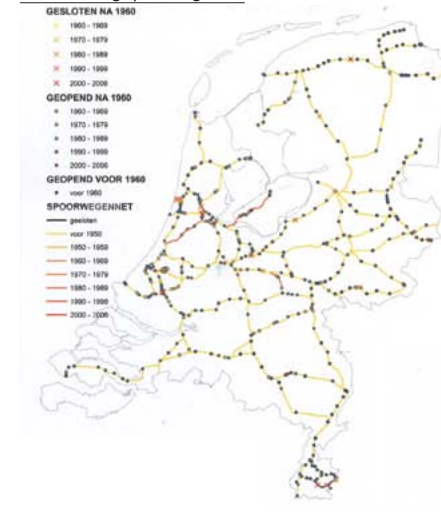 GESLOTEN NA 1960
1960 - 1969
1970 - 1979
1980 - 1989
1990 - 1999
2000 - 2006
GEOPEND NA 1960
1960 - 1969
1970 - 1979
1980 - 1989
1990 - 1999
2000 - 2006
GEOPEND VOOR 1960
voor 1960
SPOORWEGENNET
gesloten
voor 1950
1950 - 1959
1960 - 1969
1970 - 1979
1980 - 1989
1990 - 1999
2000 - 2006